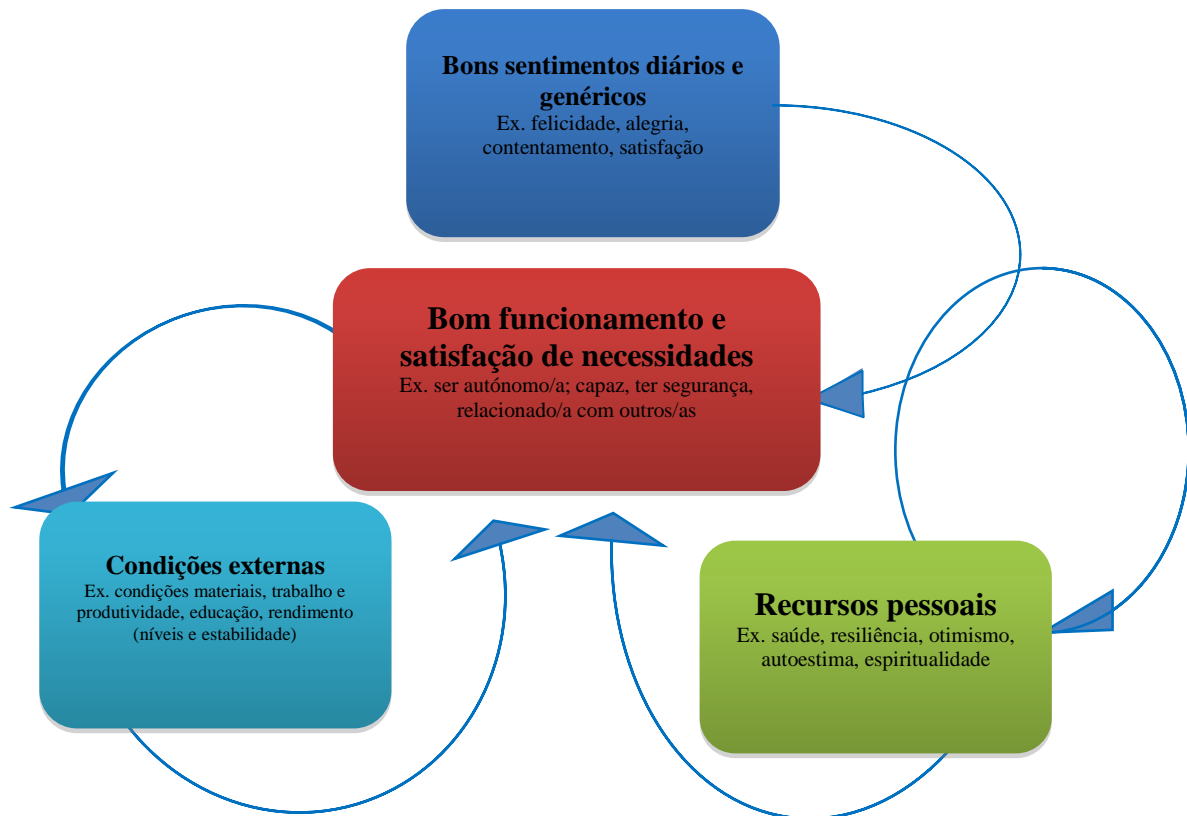 Bons sentimentos diários e
genéricos
Ex. felicidade, alegria,
contentamento, satisfação
Bom funcionamento e
satisfação de necessidades
Ex. ser autónomo/a; capaz, ter segurança,
relacionado/a com outros/as
Condições externas
Ex. condições materiais, trabalho e
produtividade, educação, rendimento
(níveis e estabilidade)
Recursos pessoais
Ex. saúde, resiliência, otimismo,
autoestima, espiritualidade